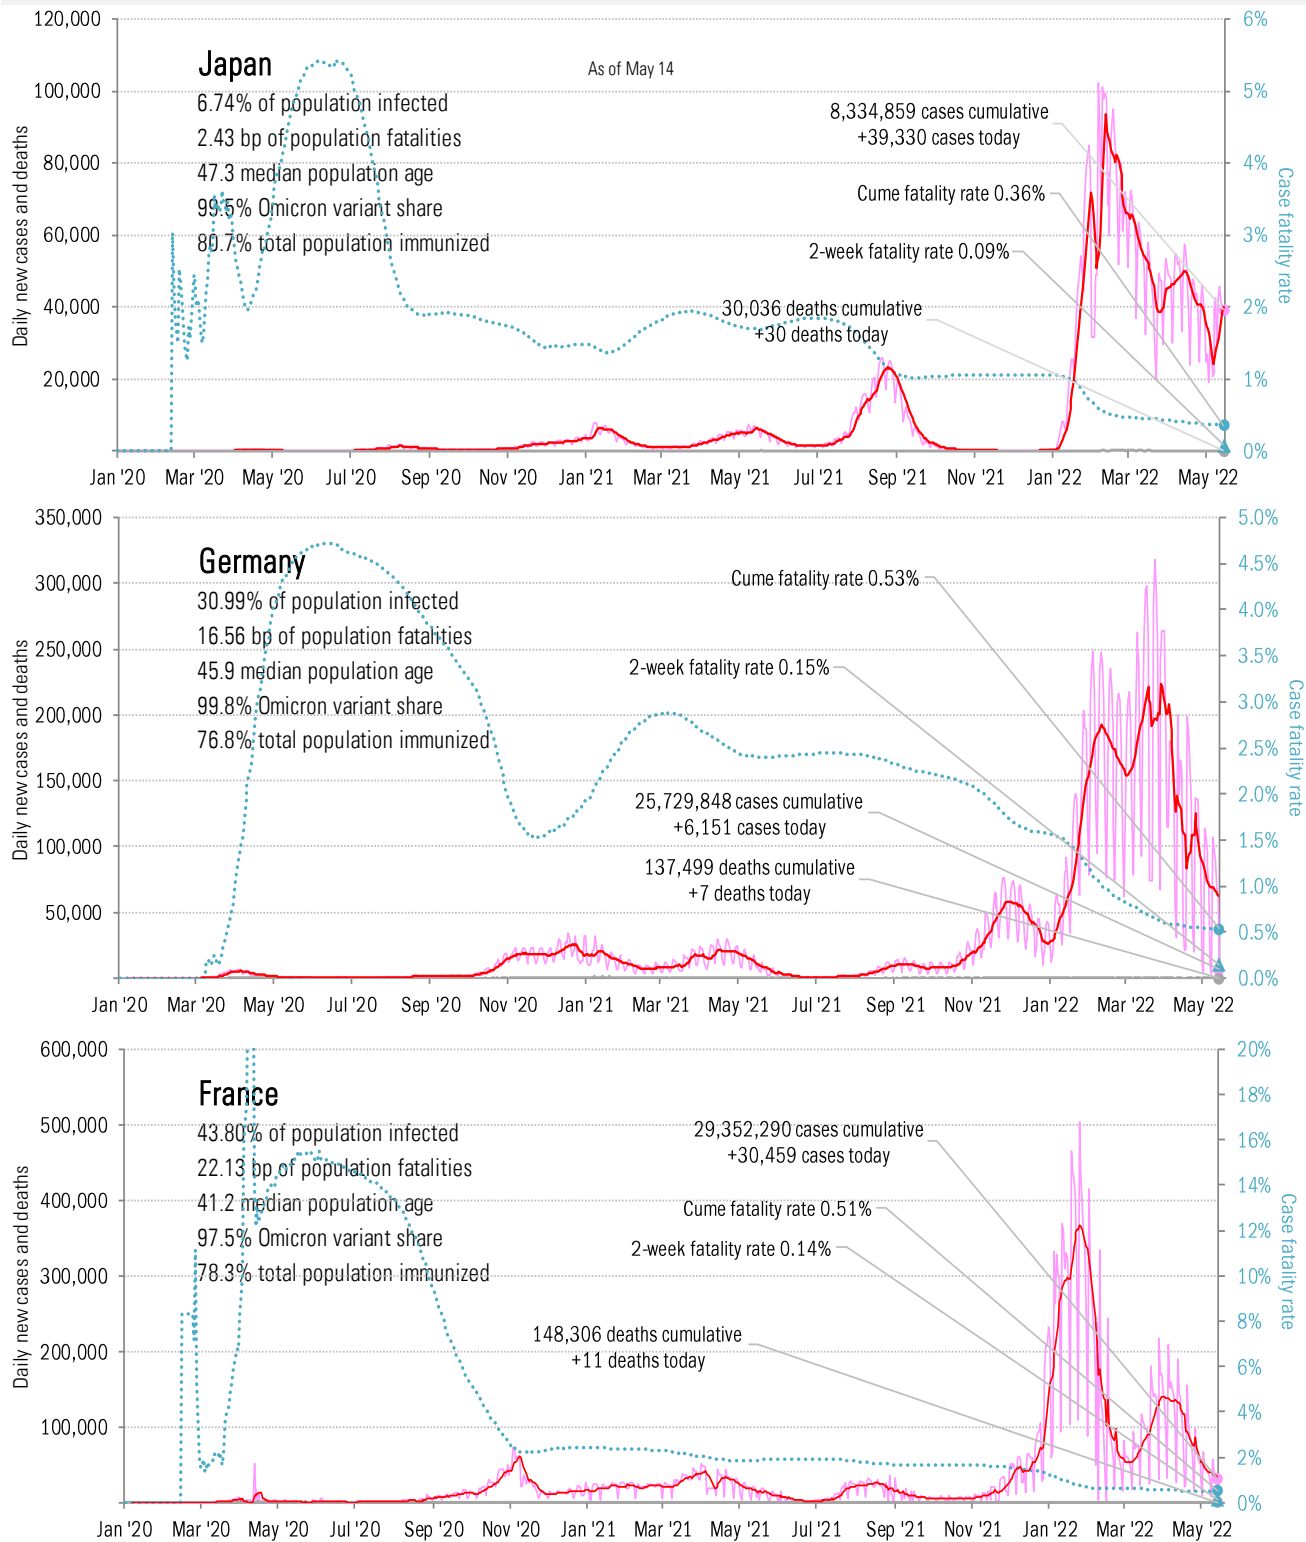 120,000
100,000
80,000
60,000
40,000
20,000
Daily new cases and deaths
Japan
6.74% of population infected
2.43 bp of population fatalities
47.3 median population age
99.5% Omicron variant share
80.7% total population immunized
As of May 14
8,334,859 cases cumulative
+39,330 cases today
Cume fatality rate 0.36%
2-week fatality rate 0.09%
30,036 deaths cumulative
+30 deaths today
6%
5%
4%
3%
2%
1%
0%
Case fatality rate
Jan '20 Mar '20 May '20 Jul '20 Sep '20 Nov '20 Jan '21 Mar '21 May '21 Jul '21 Sep '21 Nov '21 Jan '22 Mar '22 May '22
350,000
300,000
250,000
200,000
150,000
100,000
50,000
Daily new cases and deaths
Germany
30.99% of population infected
16.56 bp of population fatalities
45.9 median population age
99.8% Omicron variant share
76.8% total population immunized
Cume fatality rate 0.53%
2-week fatality rate 0.15%
25,729,848 cases cumulative
+6,151 cases today
137,499 deaths cumulative
+7 deaths today
5.0%
4.5%
4.0%
3.5%
3.0%
2.5%
2.0%
1.5%
1.0%
0.5%
0.0%
Case fatality rate
Jan '20 Mar '20 May '20 Jul '20 Sep '20 Nov '20 Jan '21 Mar '21 May '21 Jul '21 Sep '21 Nov '21 Jan '22 Mar '22 May '22
600,000
500,000
400,000
300,000
200,000
100,000
Daily new cases and deaths
France
43.80% of population infected
22.13 bp of population fatalities
41.2 median population age
97.5% Omicron variant share
78.3% total population immunized
29,352,290 cases cumulative
+30,459 cases today
Cume fatality rate 0.51%
2-week fatality rate 0.14%
148,306 deaths cumulative
+11 deaths today
20%
18%
16%
14%
12%
10%
8%
6%
4%
2%
0%
Case fatality rate
Jan '20 Mar '20 May '20 Jul '20 Sep '20 Nov '20 Jan '21 Mar '21 May '21 Jul '21 Sep '21 Nov '21 Jan '22 Mar '22 May '22